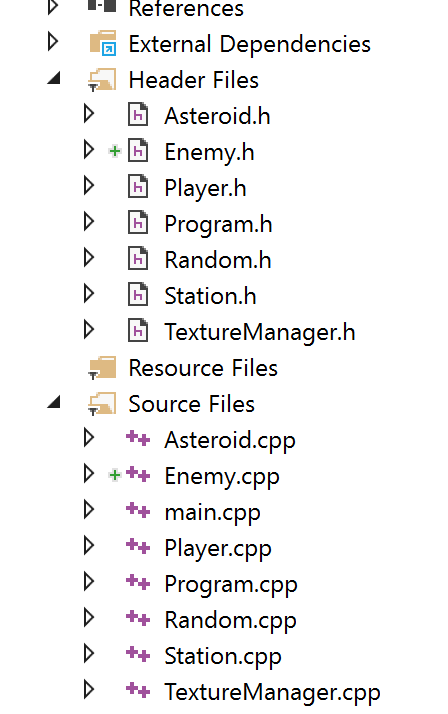 References
External Dependencies
Header Files
Asteroid.h
Enemy.h
Player.h
Program.h
Random.h
Station.h
TextureManager.h
Resource Files
Source Files
Asteroid.cpp
Enemy.cpp
main.cpp
Player.cpp
Program.cpp
Random.cpp
Station.cpp
TextureManager.cpp